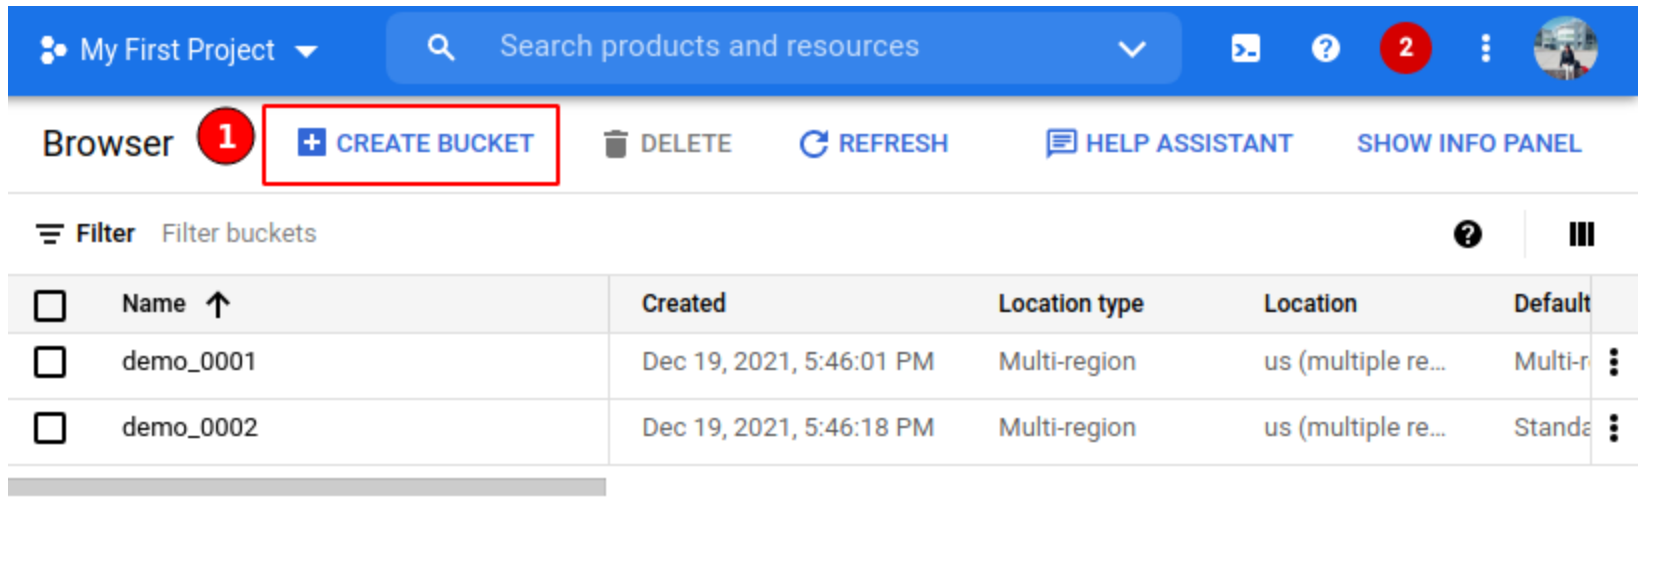 My First Project Search products and resources 2
Browser 1 CREATE BUCKET DELETE REFRESH HELP ASSISTANT SHOW INFO PANEL
Filter Filter buckets
Name Created Location type Location Default
demo_0001 Dec 19, 2021, 5:46:01 PM Multi-region us (multiple re... Multi-r
demo_0002 Dec 19, 2021, 5:46:18 PM Multi-region us (multiple re... Standa